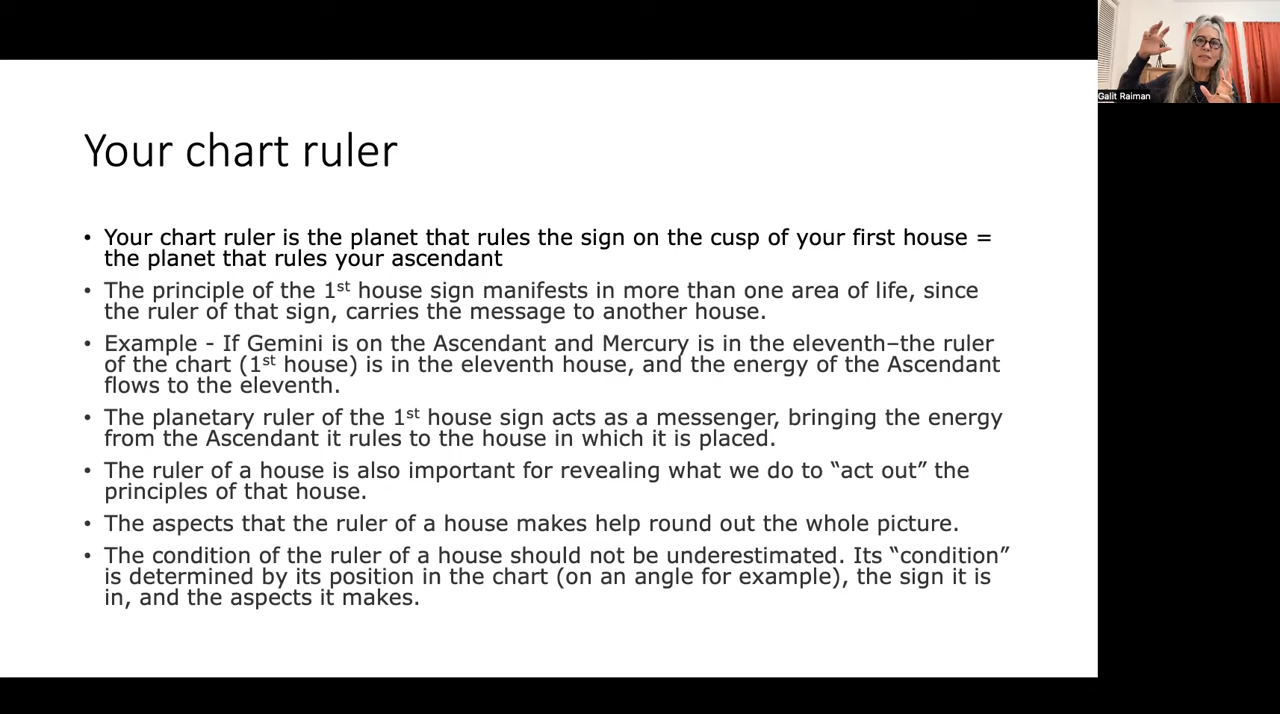 Your chart ruler
• Your chart ruler is the planet that rules the sign on the cusp of your first house =
the planet that rules your ascendant
• The principle of the 1st house sign manifests in more than one area of life, since
the ruler of that sign, carries the message to another house.
• Example - If Gemini is on the Ascendant and Mercury is in the eleventh–the ruler
of the chart (1st house) is in the eleventh house, and the energy of the Ascendant
flows to the eleventh.
• The planetary ruler of the 1st house sign acts as a messenger, bringing the energy
from the Ascendant it rules to the house in which it is placed.
• The ruler of a house is also important for revealing what we do to “act out” the
principles of that house.
• The aspects that the ruler of a house makes help round out the whole picture.
• The condition of the ruler of a house should not be underestimated. Its “condition”
is determined by its position in the chart (on an angle for example), the sign it is
in, and the aspects it makes.
Galit Raiman